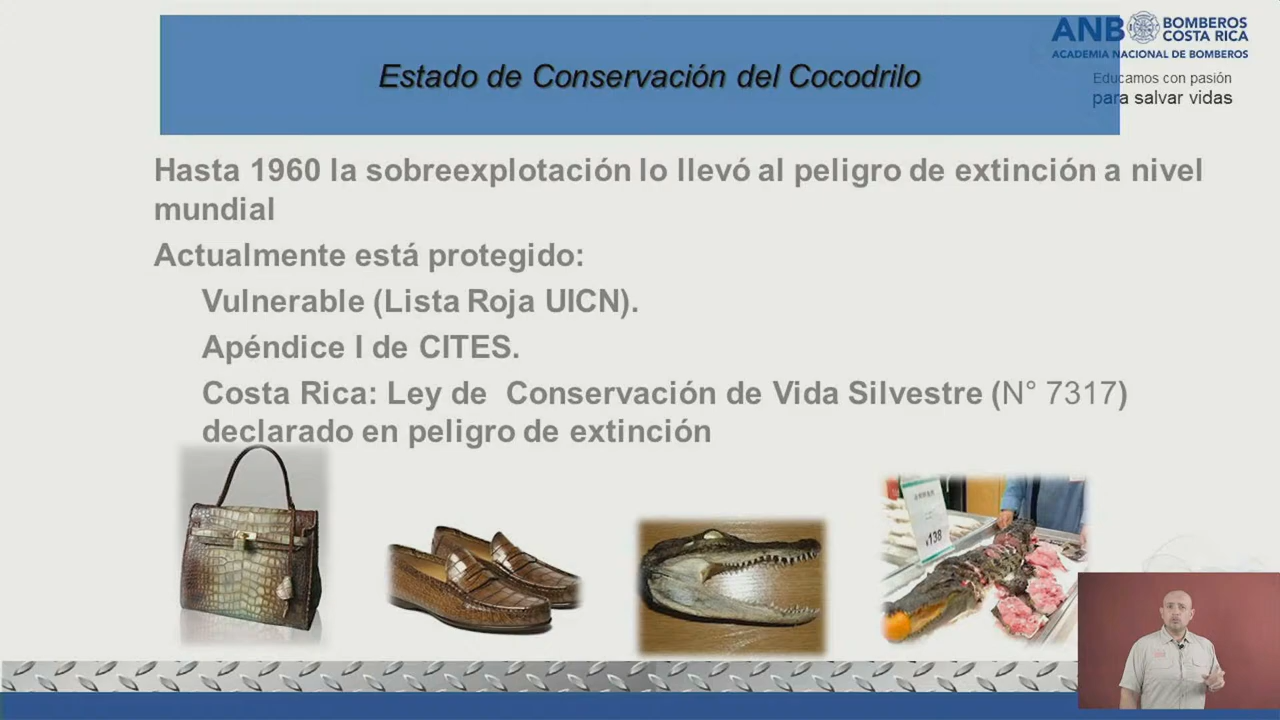 ANB BOMBEROS
COSTA RICA
ACADEMIA NACIONAL DE BOMBEROS
Educamos con pasión
para salvar vidas
Estado de Conservación del Cocodrilo
Hasta 1960 la sobreexplotación lo llevó al peligro de extinción a nivel
mundial
Actualmente está protegido:
Vulnerable (Lista Roja UICN).
Apéndice I de CITES.
Costa Rica: Ley de  Conservación de Vida Silvestre (N° 7317)
declarado en peligro de extinción
¥138